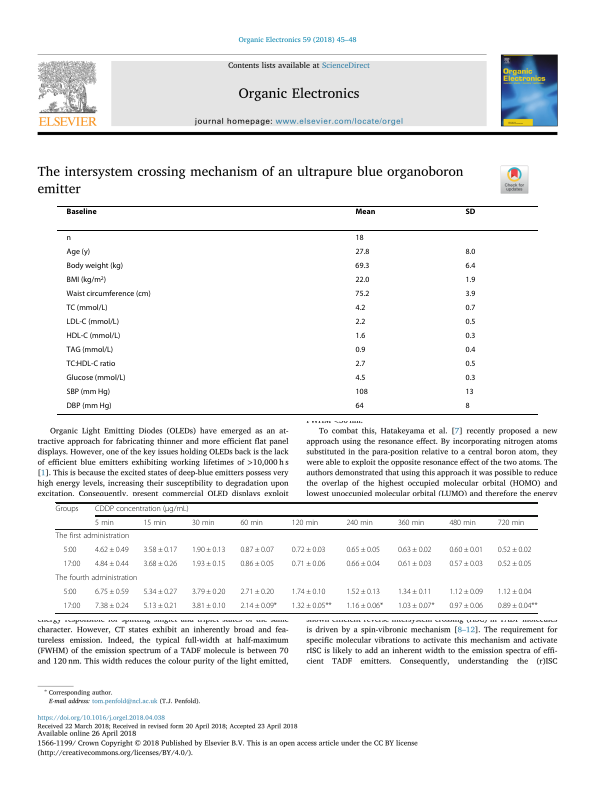 Organic Electronics 59 (2018) 45–48
Contents lists available at ScienceDirect
Organic Electronics
journal homepage: www.elsevier.com/locate/orgel
ELSEVIER
Organic
Electronics
The intersystem crossing mechanism of an ultrapure blue organoboron
emitter
Check for
updates
Baseline Mean SD
n 18
Age (y) 27.8 8.0
Body weight (kg) 69.3 6.4
BMI (kg/m²) 22.0 1.9
Waist circumference (cm) 75.2 3.9
TC (mmol/L) 4.2 0.7
LDL-C (mmol/L) 2.2 0.5
HDL-C (mmol/L) 1.6 0.3
TAG (mmol/L) 0.9 0.4
TC:HDL-C ratio 2.7 0.5
Glucose (mmol/L) 4.5 0.3
SBP (mm Hg) 108 13
DBP (mm Hg) 64 8
Organic Light Emitting Diodes (OLEDs) have emerged as an at-
tractive approach for fabricating thinner and more efficient flat panel
displays. However, one of the key issues holding OLEDs back is the lack
of efficient blue emitters exhibiting working lifetimes of >10,000 h s
[1]. This is because the excited states of deep-blue emitters possess very
high energy levels, increasing their susceptibility to degradation upon
excitation. Consequently, present commercial OLED displays exploit
To combat this, Hatakeyama et al. [7] recently proposed a new
approach using the resonance effect. By incorporating nitrogen atoms
substituted in the para-position relative to a central boron atom, they
were able to exploit the opposite resonance effect of the two atoms. The
authors demonstrated that using this approach it was possible to reduce
the overlap of the highest occupied molecular orbital (HOMO) and
lowest unoccupied molecular orbital (LUMO) and therefore the energy
Groups CDDP concentration (μg/mL)
5 min 15 min 30 min 60 min 120 min 240 min 360 min 480 min 720 min
The first administration
5:00 4.62 ± 0.49 3.58 ± 0.17 1.90 ± 0.13 0.87 ± 0.07 0.72 ± 0.03 0.65 ± 0.05 0.63 ± 0.02 0.60 ± 0.01 0.52 ± 0.02
17:00 4.84 ± 0.44 3.68 ± 0.26 1.93 ± 0.15 0.86 ± 0.05 0.71 ± 0.06 0.66 ± 0.04 0.61 ± 0.03 0.57 ± 0.03 0.52 ± 0.05
The fourth administration
5:00 6.75 ± 0.59 5.34 ± 0.27 3.79 ± 0.20 2.71 ± 0.20 1.74 ± 0.10 1.52 ± 0.13 1.34 ± 0.11 1.12 ± 0.09 1.12 ± 0.04
17:00 7.38 ± 0.24 5.13 ± 0.21 3.81 ± 0.10 2.14 ± 0.09* 1.32 ± 0.05** 1.16 ± 0.06* 1.03 ± 0.07* 0.97 ± 0.06 0.89 ± 0.04**
energy responsible for splitting singlet and triplet states of the same
character. However, CT states exhibit an inherently broad and fea-
tureless emission. Indeed, the typical full-width at half-maximum
(FWHM) of the emission spectrum of a TADF molecule is between 70
and 120 nm. This width reduces the colour purity of the light emitted,
shown efficient reverse intersystem crossing (rISC) in TADF molecules
is driven by a spin-vibronic mechanism [8–12]. The requirement for
specific molecular vibrations to activate this mechanism and activate
rISC is likely to add an inherent width to the emission spectra of effi-
cient TADF emitters. Consequently, understanding the (r)ISC
* Corresponding author.
E-mail address: tom.penfold@ncl.ac.uk (T.J. Penfold).
https://doi.org/10.1016/j.orgel.2018.04.038
Received 22 March 2018; Received in revised form 20 April 2018; Accepted 23 April 2018
Available online 26 April 2018
1566-1199/ Crown Copyright © 2018 Published by Elsevier B.V. This is an open access article under the CC BY license
(http://creativecommons.org/licenses/BY/4.0/).